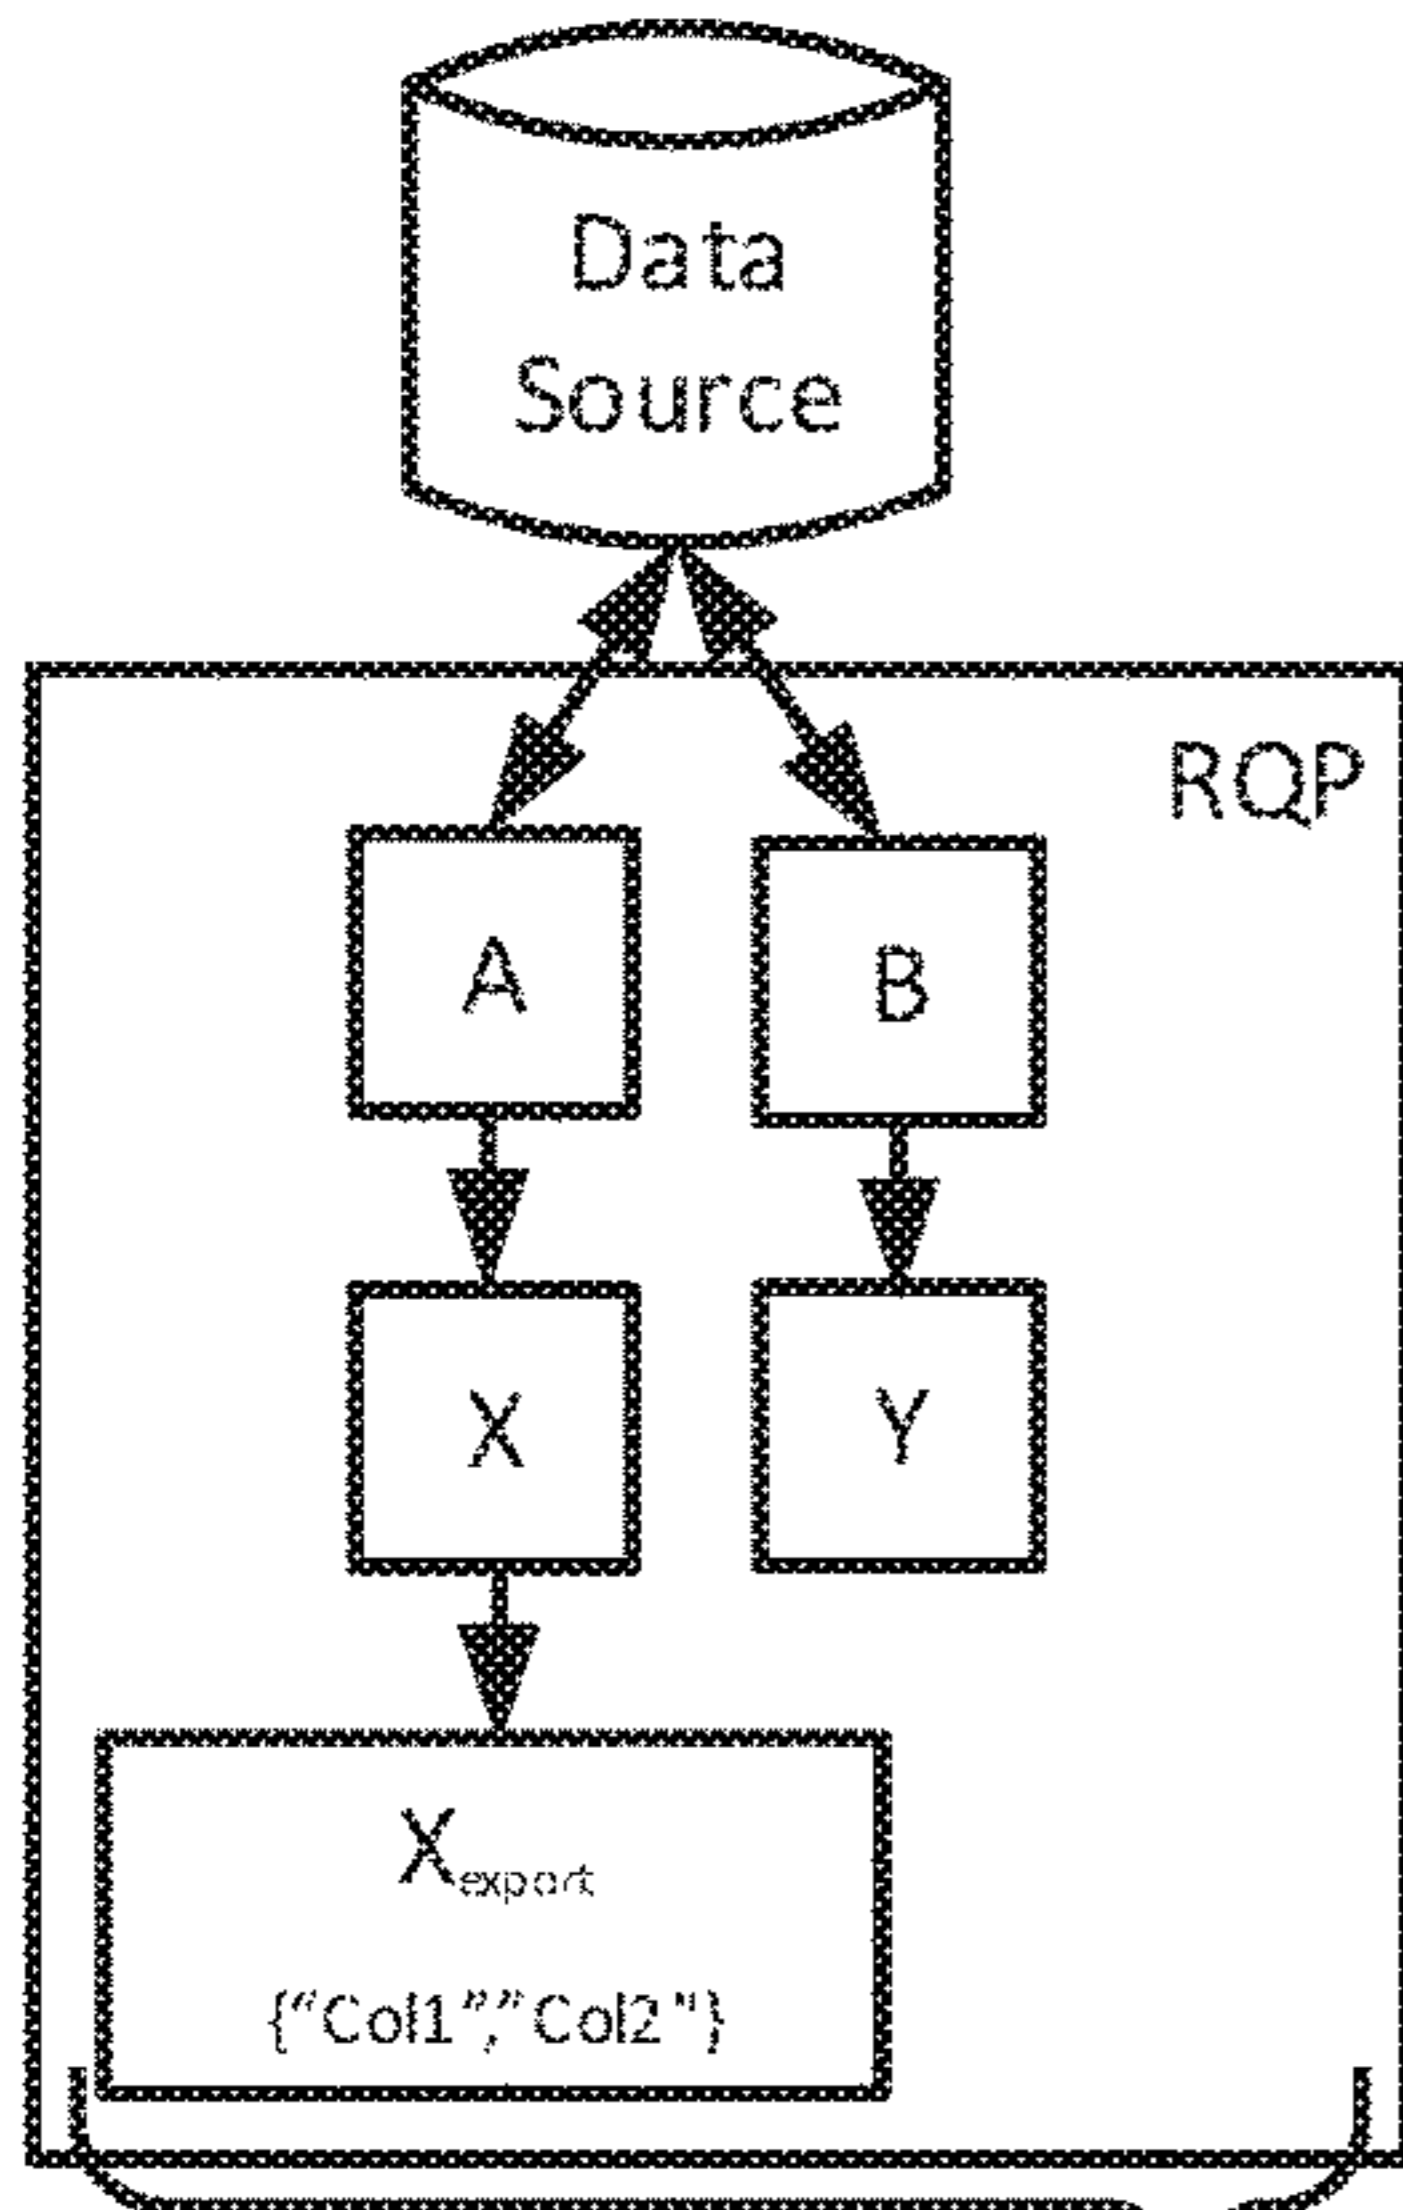 Data
Source
RQP
A
B
X
Y
Xexport
{“Col1”,”Col2"}